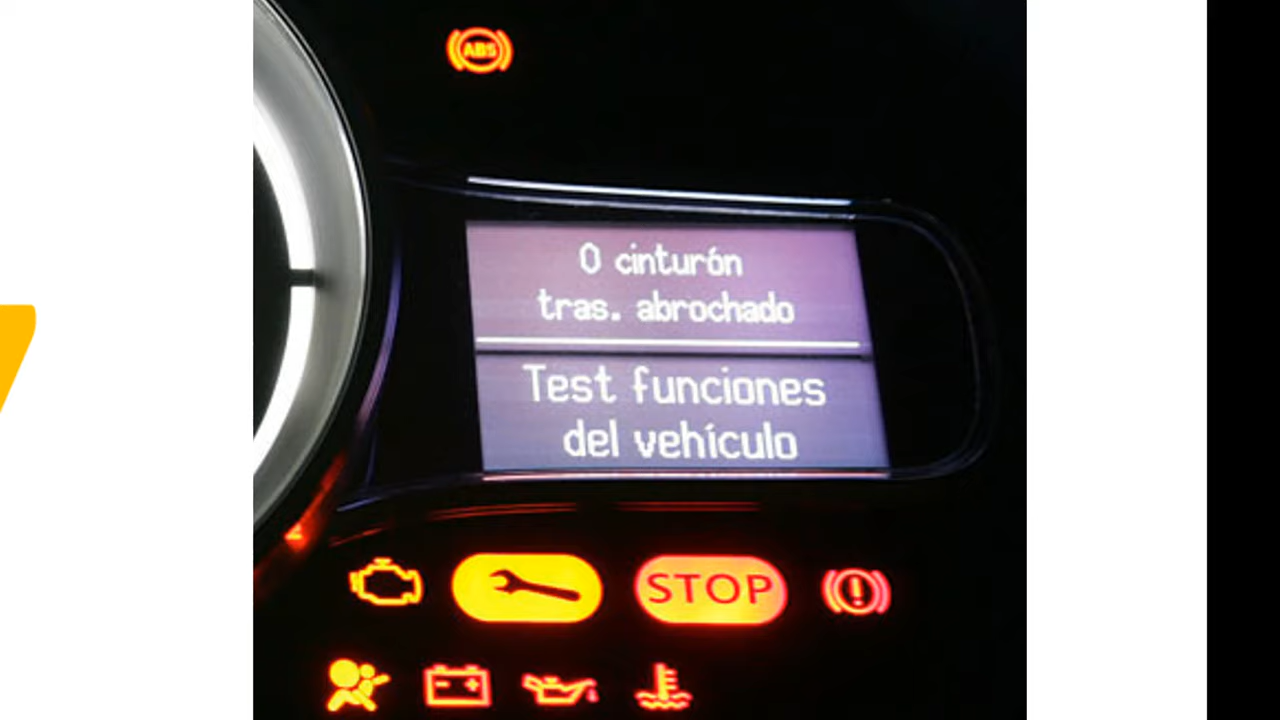 ABS
0 cinturón
tras. abrochado
Test funciones
del vehículo
STOP